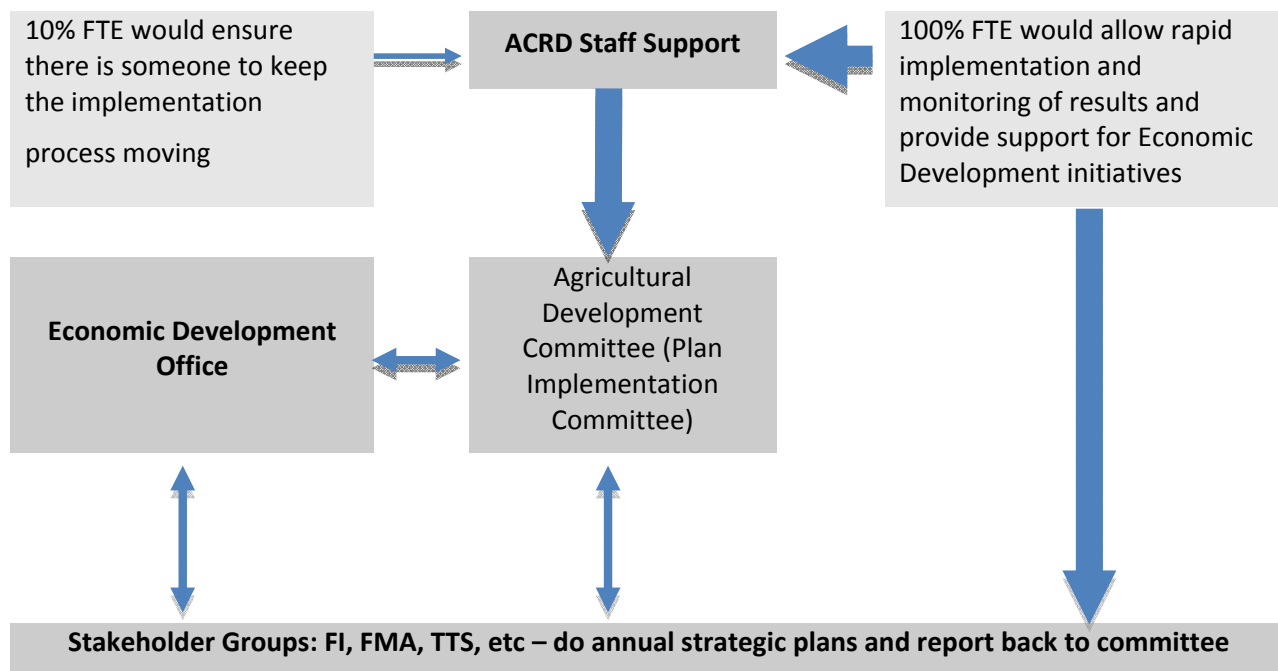 10% FTE would ensure
there is someone to keep
the implementation
process moving
ACRD Staff Support
100% FTE would allow rapid
implementation and
monitoring of results and
provide support for Economic
Development initiatives
Economic Development
Office
Agricultural
Development
Committee (Plan
Implementation
Committee)
Stakeholder Groups: FI, FMA, TTS, etc – do annual strategic plans and report back to committee